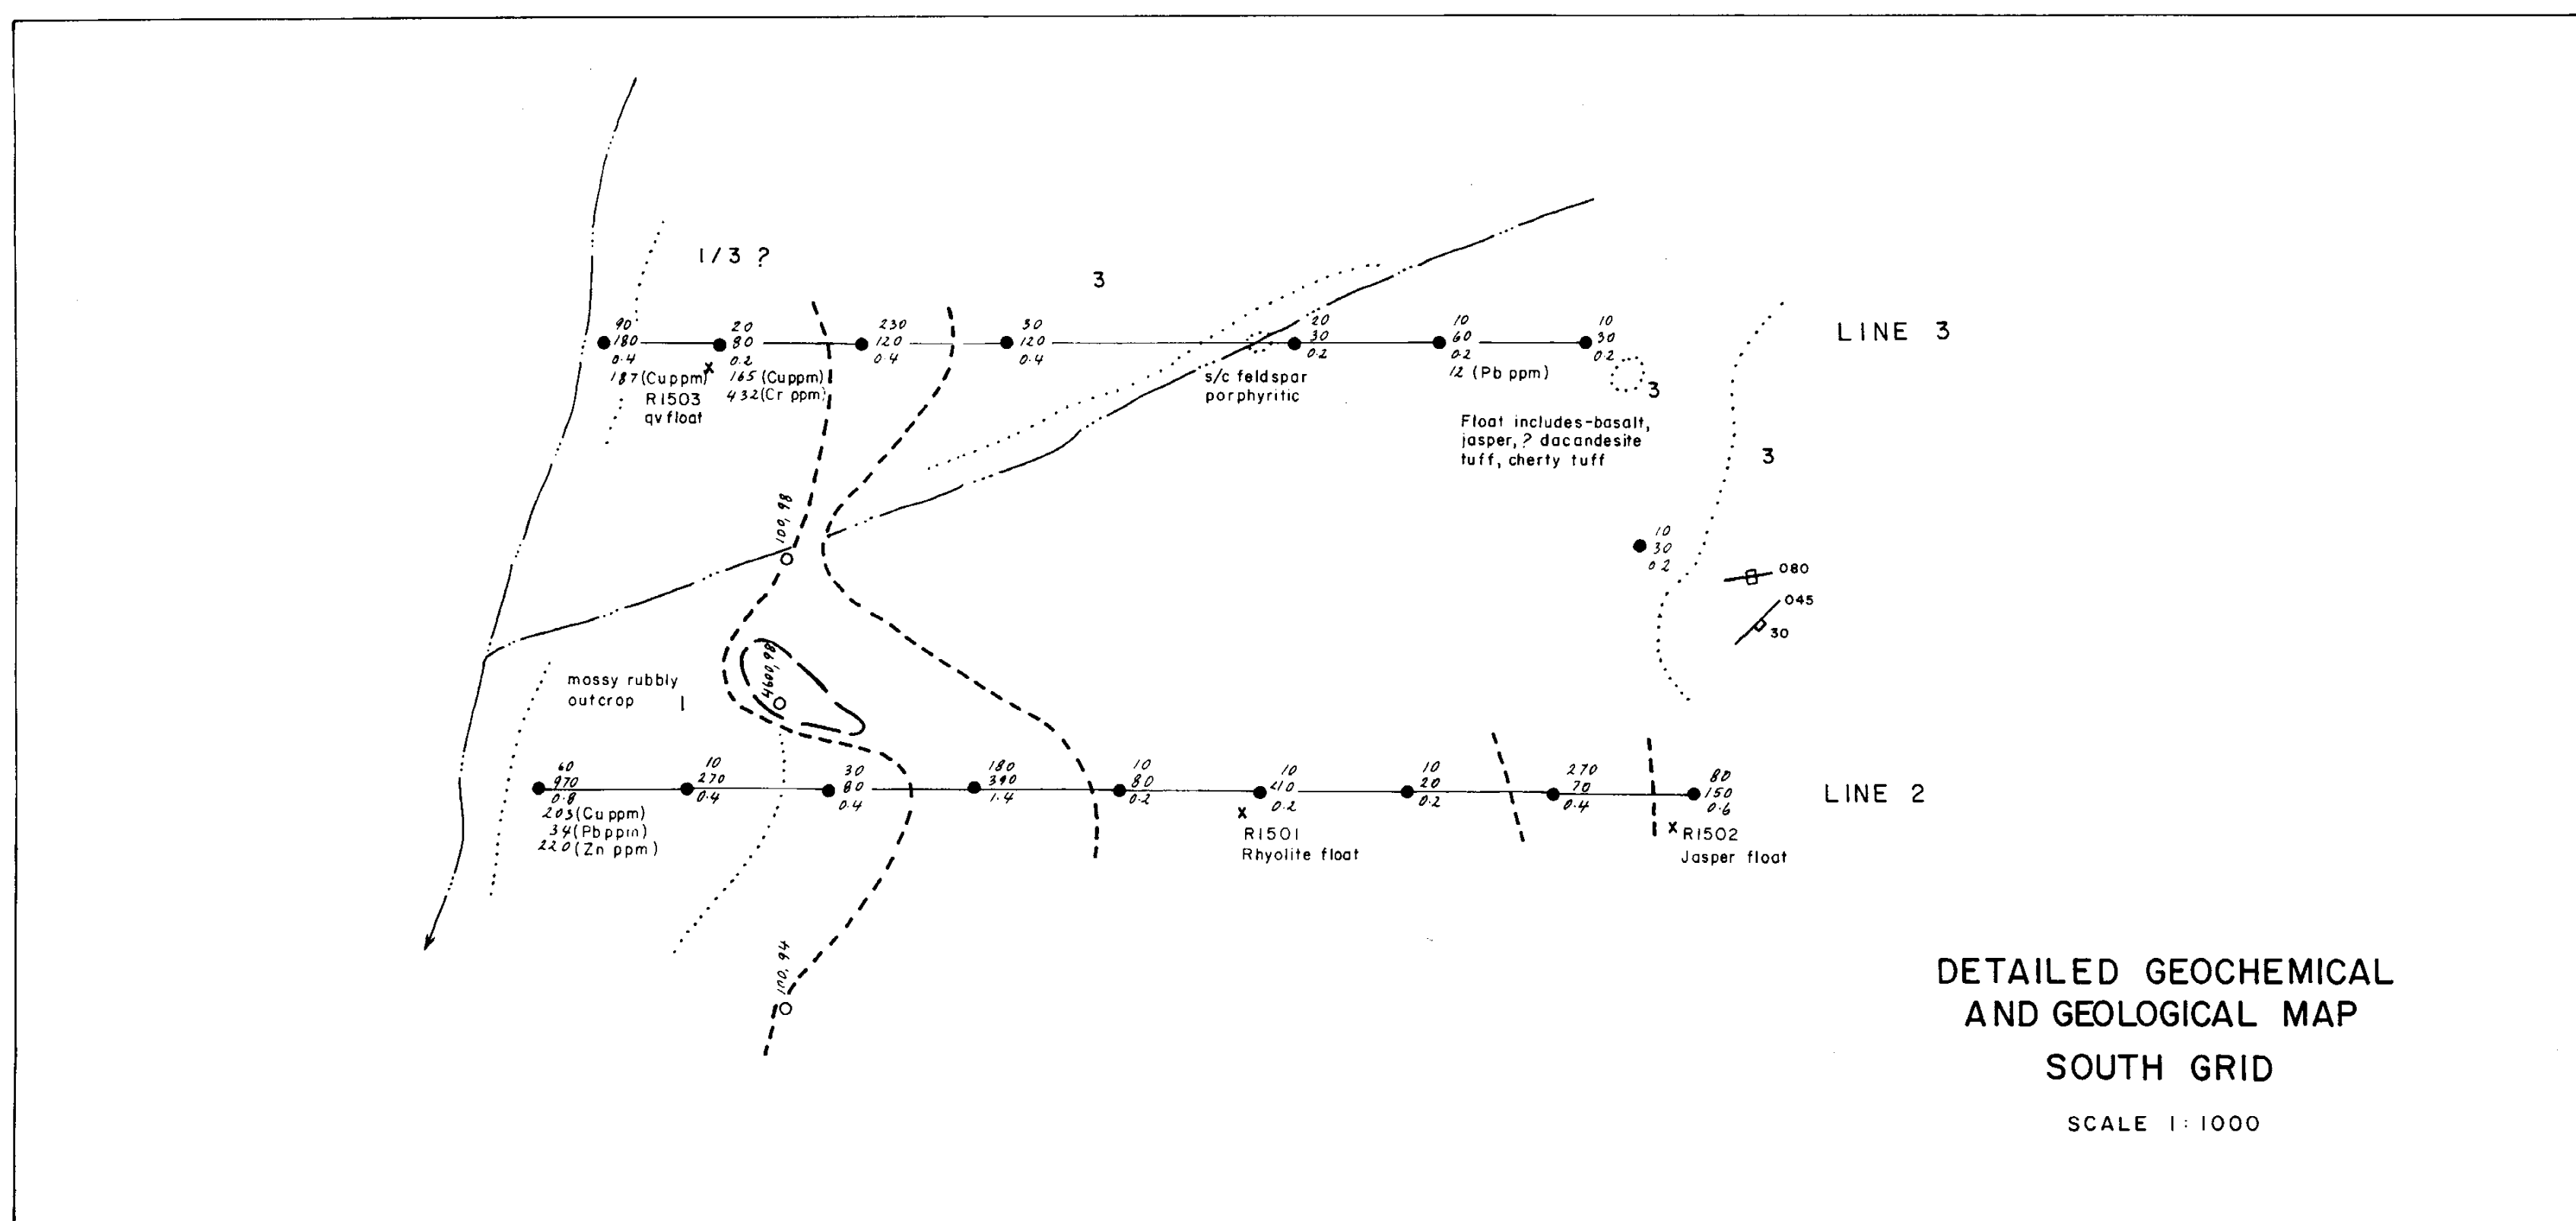 1/3 ?
3
LINE 3
90
180
0.4
187 (Cu ppm)
R1503
qv float
20
80
0.2
165 (Cu ppm)
432 (Cr ppm)
230
120
0.4
30
120
0.4
20
30
0.2
s/c feldspar
porphyritic
10
60
0.2
12 (Pb ppm)
10
30
0.2
3
Float includes-basalt,
jasper, ? dacandesite
tuff, cherty tuff
3
100, 98
10
30
0.2
080
045
30
mossy rubbly
outcrop 1
4600, 98
60
970
0.8
203 (Cu ppm)
34 (Pb ppm)
220 (Zn ppm)
10
270
0.4
30
80
0.4
180
390
1.4
10
80
0.2
10
0.2
R1501
Rhyolite float
10
20
0.2
270
70
0.4
80
150
0.6
R1502
Jasper float
LINE 2
100, 94
DETAILED GEOCHEMICAL
AND GEOLOGICAL MAP
SOUTH GRID
SCALE 1:1000